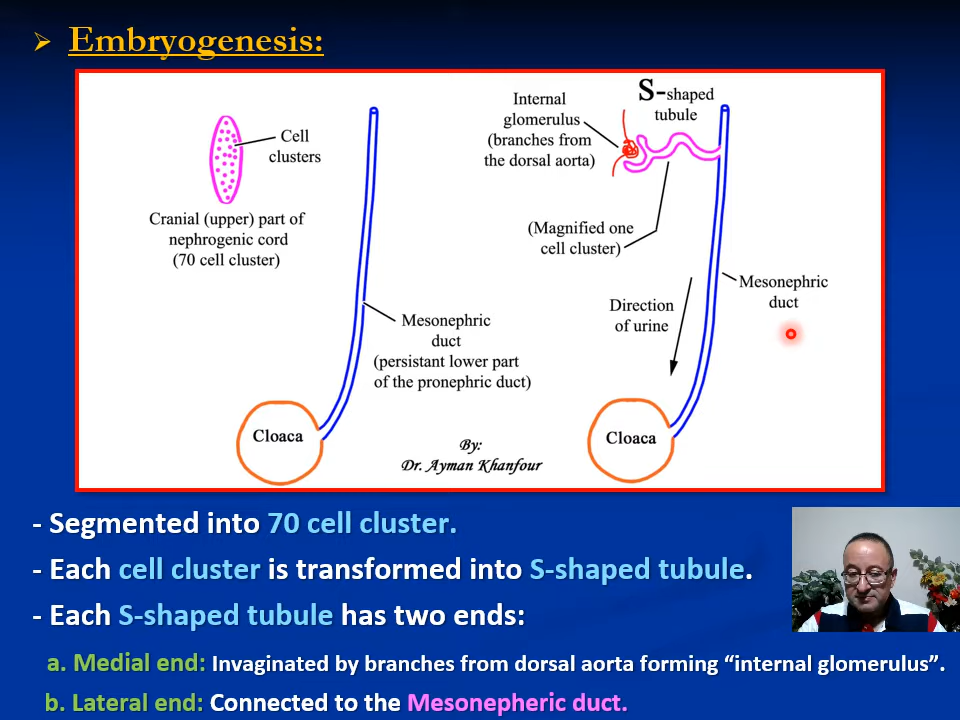 Embryogenesis:
Cell
clusters
Cranial (upper) part of
nephrogenic cord
(70 cell cluster)
Mesonephric
duct
(persistant lower part
of the pronephric duct)
Cloaca
By:
Dr. Ayman Khanfour
Internal
glomerulus
(branches from
the dorsal aorta)
S-shaped
tubule
(Magnified one
cell cluster)
Direction
of urine
Mesonephric
duct
Cloaca
- Segmented into 70 cell cluster.
- Each cell cluster is transformed into S-shaped tubule.
- Each S-shaped tubule has two ends:
a. Medial end: Invaginated by branches from dorsal aorta forming “internal glomerulus”.
b. Lateral end: Connected to the Mesonepheric duct.